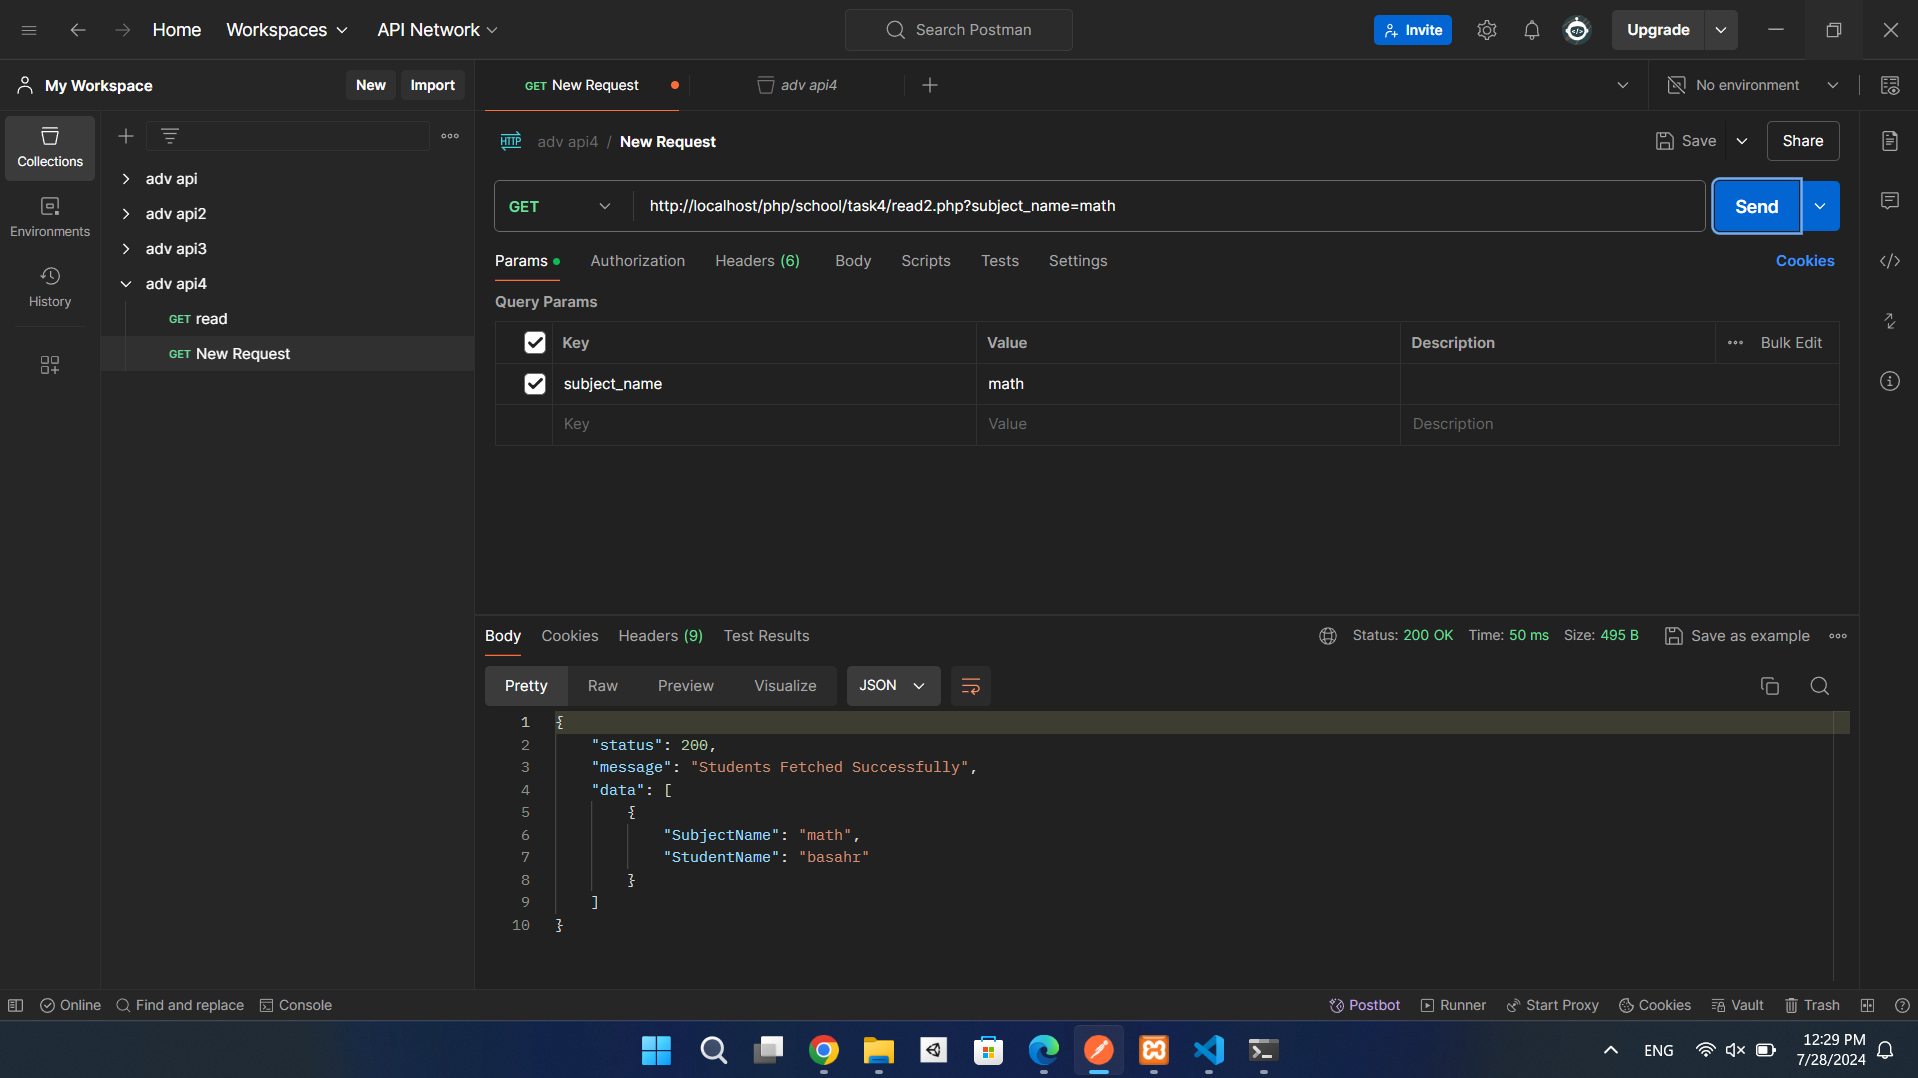 Home Workspaces API Network Search Postman Invite Upgrade
My Workspace New Import GET New Request adv api4 No environment
Collections
Environments
History
adv api
adv api2
adv api3
adv api4
GET read
GET New Request
HTTP adv api4 / New Request Save Share
GET http://localhost/php/school/task4/read2.php?subject_name=math Send
Params Authorization Headers (6) Body Scripts Tests Settings Cookies
Query Params
Key Value Description Bulk Edit
subject_name math
Key Value Description
Body Cookies Headers (9) Test Results Status: 200 OK Time: 50 ms Size: 495 B Save as example
Pretty Raw Preview Visualize JSON
1 {
2 "status": 200,
3 "message": "Students Fetched Successfully",
4 "data": [
5 {
6 "SubjectName": "math",
7 "StudentName": "basahr"
8 }
9 ]
10 }
Online Find and replace Console Postbot Runner Start Proxy Cookies Vault Trash
ENG 12:29 PM
7/28/2024